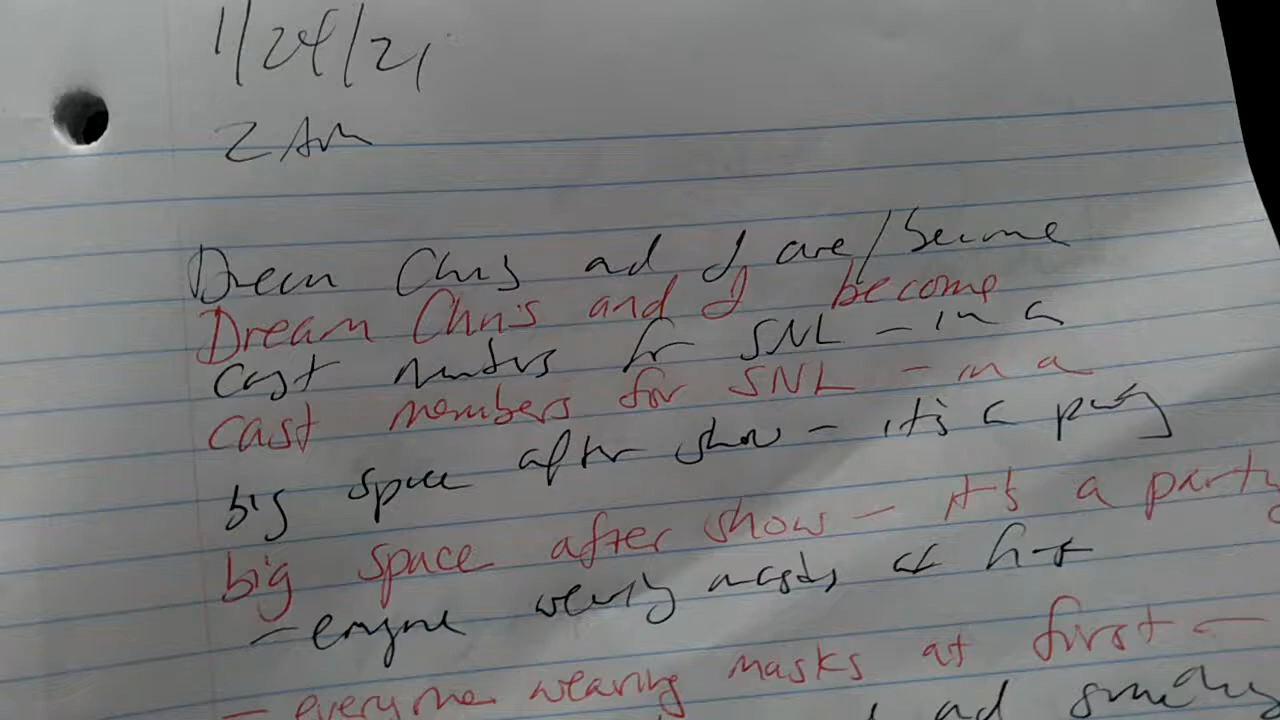 1/24/21
2 AM
Dream Chris and I are/become
Dream Chris and I become
cast members for SNL - in a
cast members for SNL - in a
big space after show - it's a party
big space after show - it's a party
- everyone wearing masks at first
- everyone wearing masks at first -
and